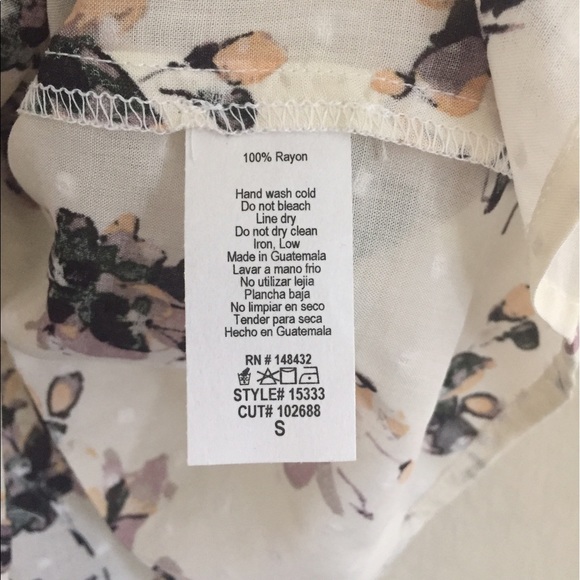 100% Rayon
Hand wash cold
Do not bleach
Line dry
Do not dry clean
Iron, Low
Made in Guatemala
Lavar a mano frio
No utilizar lejia
Plancha baja
No limpiar en seco
Tender para seca
Hecho en Guatemala
RN # 148432
STYLE# 15333
CUT# 102688
S